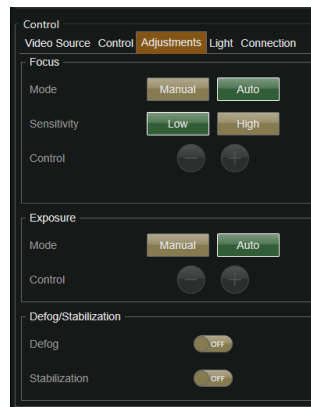 Control
Video Source Control Adjustments Light Connection
Focus
Mode Manual Auto
Sensitivity Low High
Control - +
Exposure
Mode Manual Auto
Control - +
Defog/Stabilization
Defog OFF
Stabilization OFF